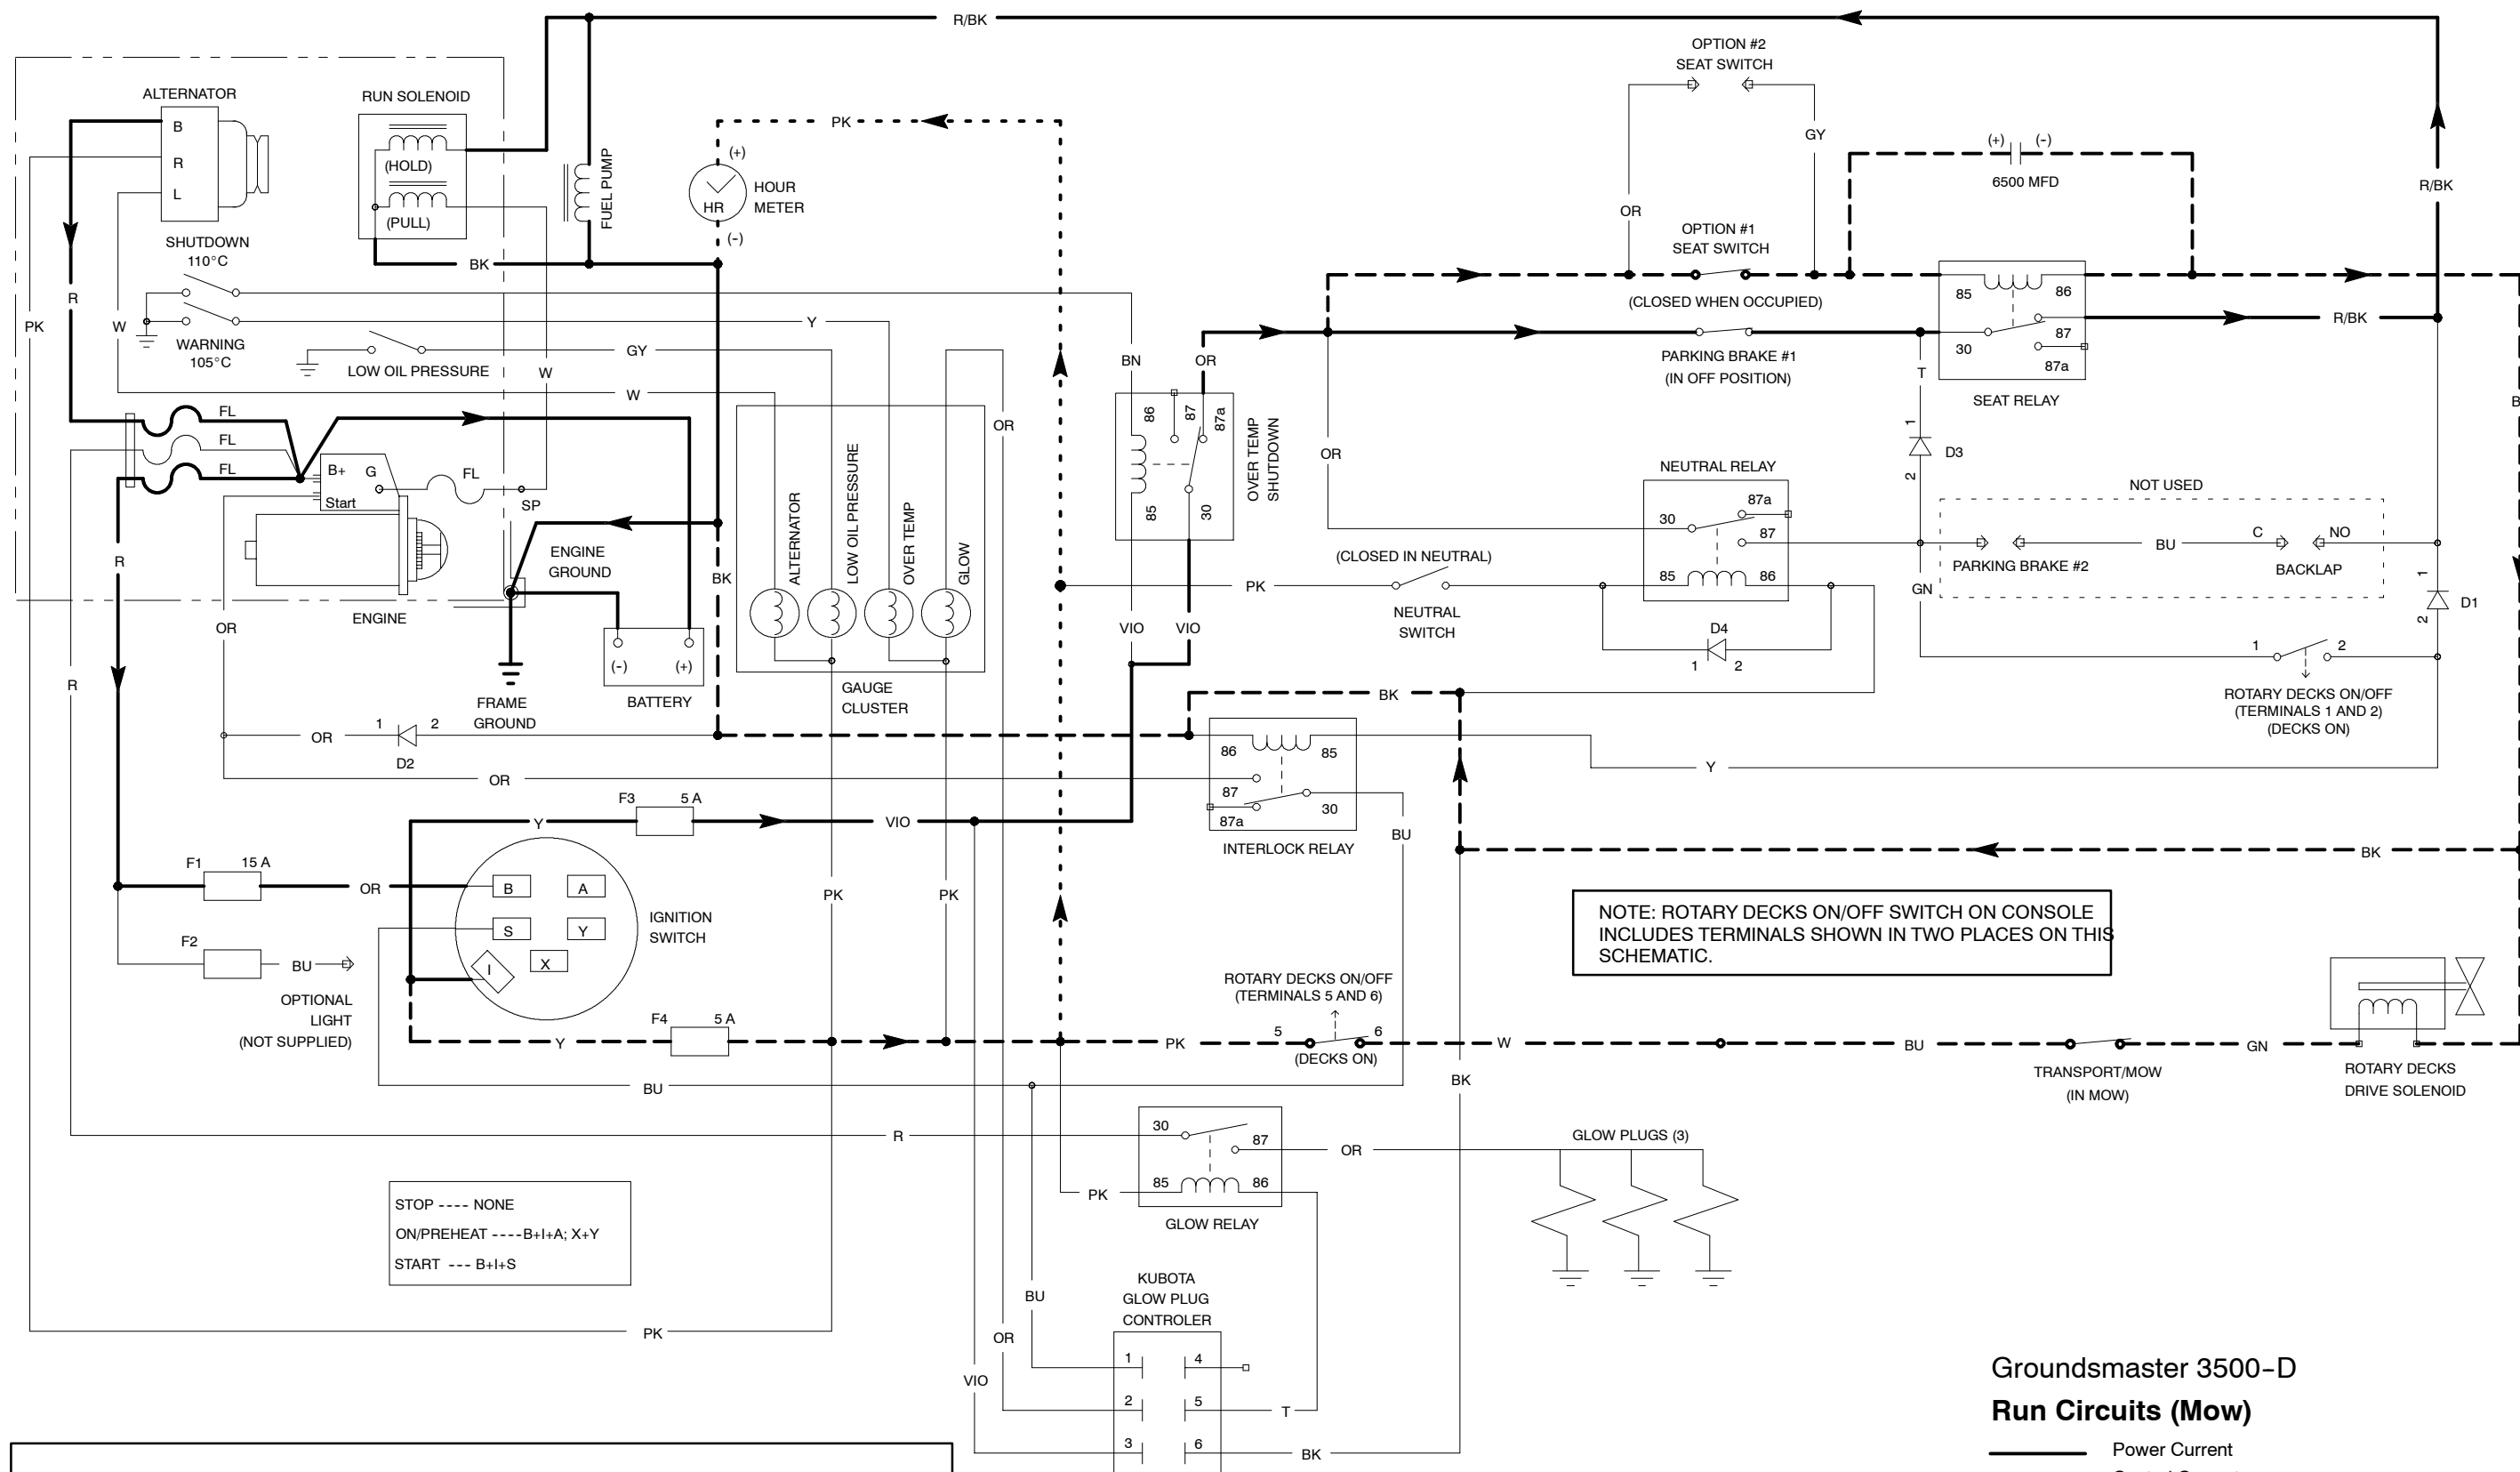 R/BK
OPTION #2
SEAT SWITCH
ALTERNATOR
B
R
L
RUN SOLENOID
(HOLD)
(PULL)
FUEL PUMP
PK
(+)
HOUR
METER
HR
(-)
OR
GY
(+)
(-)
6500 MFD
R/BK
SHUTDOWN
110°C
BK
OPTION #1
SEAT SWITCH
(CLOSED WHEN OCCUPIED)
85
86
87
30
87a
SEAT RELAY
R/BK
R
PK
W
WARNING
105°C
Y
GY
LOW OIL PRESSURE
W
W
BN
OR
PARKING BRAKE #1
(IN OFF POSITION)
T
FL
FL
FL
B+
G
Start
FL
SP
OR
86
87
87a
85
30
OVER TEMP
SHUTDOWN
OR
1
D3
2
NEUTRAL RELAY
87a
30
87
85
86
NOT USED
C
NO
BU
PARKING BRAKE #2
BACKLAP
R
ENGINE
GROUND
BK
ALTERNATOR
LOW OIL PRESSURE
OVER TEMP
GLOW
(CLOSED IN NEUTRAL)
PK
NEUTRAL
SWITCH
GN
1
D1
2
ENGINE
OR
VIO
VIO
D4
1
2
1
2
R
(-)
(+)
BATTERY
GAUGE
CLUSTER
FRAME
GROUND
BK
ROTARY DECKS ON/OFF
(TERMINALS 1 AND 2)
(DECKS ON)
OR
1
2
D2
86
85
87
30
87a
INTERLOCK RELAY
Y
OR
F3
5 A
Y
VIO
BU
BK
F1
15 A
OR
B
A
S
Y
I
X
IGNITION
SWITCH
PK
PK
NOTE: ROTARY DECKS ON/OFF SWITCH ON CONSOLE
INCLUDES TERMINALS SHOWN IN TWO PLACES ON THIS
SCHEMATIC.
F2
BU
OPTIONAL
LIGHT
(NOT SUPPLIED)
F4
5 A
Y
ROTARY DECKS ON/OFF
(TERMINALS 5 AND 6)
PK
5
6
(DECKS ON)
W
BU
GN
TRANSPORT/MOW
(IN MOW)
ROTARY DECKS
DRIVE SOLENOID
BU
BK
R
30
87
85
86
PK
GLOW RELAY
OR
GLOW PLUGS (3)
STOP ---- NONE
ON/PREHEAT ----B+I+A; X+Y
START --- B+I+S
PK
KUBOTA
GLOW PLUG
CONTROLER
BU
OR
VIO
1
4
2
5
T
3
6
BK
Groundsmaster 3500-D
Run Circuits (Mow)
Power Current